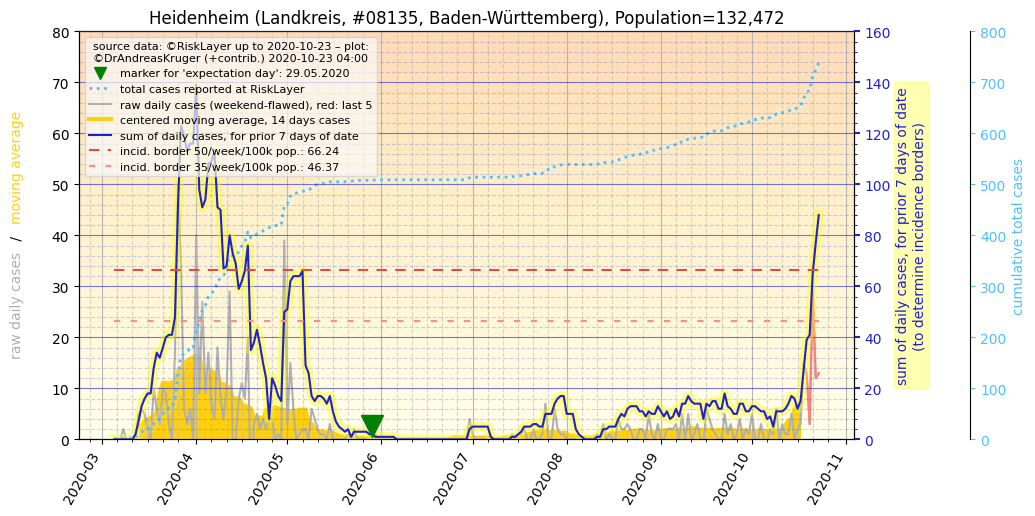 Heidenheim (Landkreis, #08135, Baden-Württemberg), Population=132,472
source data: ©RiskLayer up to 2020-10-23 – plot:
©DrAndreasKruger (+contrib.) 2020-10-23 04:00
marker for 'expectation day': 29.05.2020
total cases reported at RiskLayer
raw daily cases (weekend-flawed), red: last 5
centered moving average, 14 days cases
sum of daily cases, for prior 7 days of date
incid. border 50/week/100k pop.: 66.24
incid. border 35/week/100k pop.: 46.37
raw daily cases / moving average
80
70
60
50
40
30
20
10
0
160
140
120
100
80
60
40
20
0
sum of daily cases, for prior 7 days of date
(to determine incidence borders)
800
700
600
500
400
300
200
100
0
cumulative total cases
2020-03
2020-04
2020-05
2020-06
2020-07
2020-08
2020-09
2020-10
2020-11